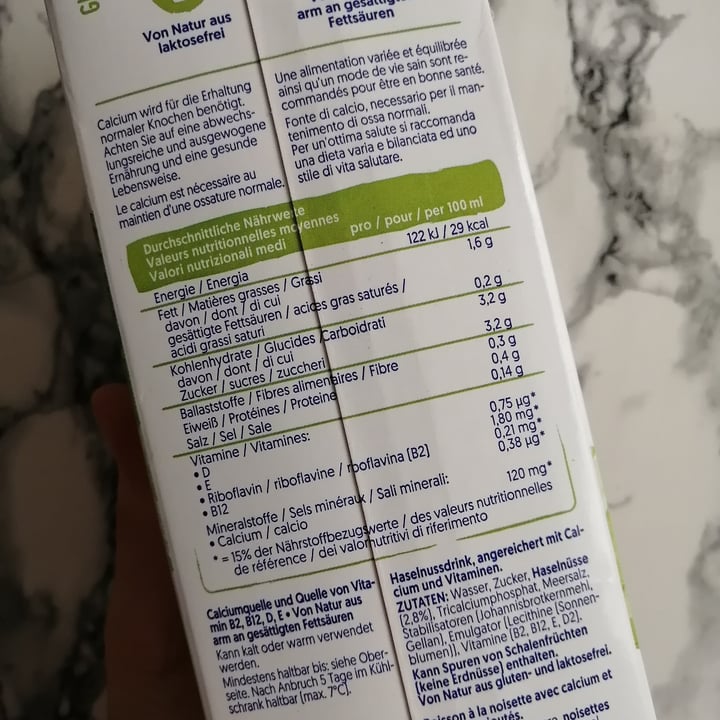 Von Natur aus
laktosefrei
arm an gesättigten
Fettsäuren
Calcium wird für die Erhaltung
normaler Knochen benötigt.
Achten Sie auf eine abwechs-
lungsreiche und ausgewogene
Ernährung und eine gesunde
Lebensweise.
Le calcium est nécessaire au
maintien d'une ossature normale.
Une alimentation variée et équilibrée
ainsi qu'un mode de vie sain sont re-
commandés pour être en bonne santé.
Fonte di calcio, necessario per il man-
tenimento di ossa normali.
Per un'ottima salute si raccomanda
una dieta varia e bilanciata ed uno
stile di vita salutare.
Durchschnittliche Nährwerte
Valeurs nutritionnelles moyennes
Valori nutrizionali medi pro / pour / per 100 ml
Energie / Energia 122 kJ / 29 kcal
Fett / Matières grasses / Grassi 1,6 g
davon / dont / di cui
gesättigte Fettsäuren / acides gras saturés /
acidi grassi saturi 0,2 g
Kohlenhydrate / Glucides / Carboidrati 3,2 g
davon / dont / di cui
Zucker / sucres / zuccheri 3,2 g
Ballaststoffe / Fibres alimentaires / Fibre 0,3 g
Eiweiß / Protéines / Proteine 0,4 g
Salz / Sel / Sale 0,14 g
Vitamine / Vitamines:
• D 0,75 µg*
• E 1,80 mg*
• Riboflavin / riboflavine / riboflavina (B2) 0,21 mg*
• B12 0,38 µg*
Mineralstoffe / Sels minéraux / Sali minerali:
• Calcium / calcio 120 mg*
* = 15% der Nährstoffbezugswerte / des valeurs nutritionnelles
de référence / dei valori nutritivi di riferimento
Calciumquelle und Quelle von Vita-
min B2, B12, D, E • Von Natur aus
arm an gesättigten Fettsäuren
Kann kalt oder warm verwendet
werden.
Mindestens haltbar bis: siehe Ober-
seite. Nach Anbruch 5 Tage im Kühl-
schrank haltbar (max. 7°C).
Haselnussdrink, angereichert mit Cal-
cium und Vitaminen.
ZUTATEN: Wasser, Zucker, Haselnüsse
(2,8%), Tricalciumphosphat, Meersalz,
Stabilisatoren (Johannisbrotkernmehl,
Gellan), Emulgator (Lecithine (Sonnen-
blumen)), Vitamine (B2, B12, E, D2).
Kann Spuren von Schalenfrüchten
(keine Erdnüsse) enthalten.
Von Natur aus gluten- und laktosefrei.
Boisson à la noisette avec calcium et
noisettes